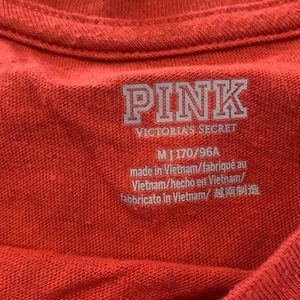 PINK
VICTORIA'S SECRET
M | 170/96A
made in Vietnam/fabriqué au
Vietnam/hecho en Vietnam/
fabbricato in Vietnam/ 越南制造